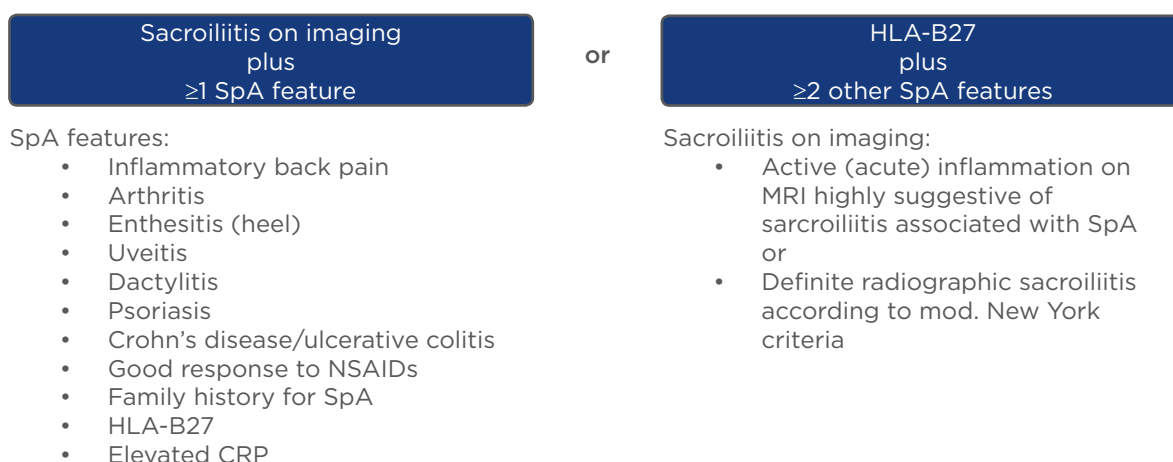 Sacroiliitis on imaging
plus
≥1 SpA feature
or
HLA-B27
plus
≥2 other SpA features
SpA features:
• Inflammatory back pain
• Arthritis
• Enthesitis (heel)
• Uveitis
• Dactylitis
• Psoriasis
• Crohn’s disease/ulcerative colitis
• Good response to NSAIDs
• Family history for SpA
• HLA-B27
• Elevated CRP
Sacroiliitis on imaging:
• Active (acute) inflammation on
MRI highly suggestive of
sarcroiliitis associated with SpA
or
• Definite radiographic sacroiliitis
according to mod. New York
criteria